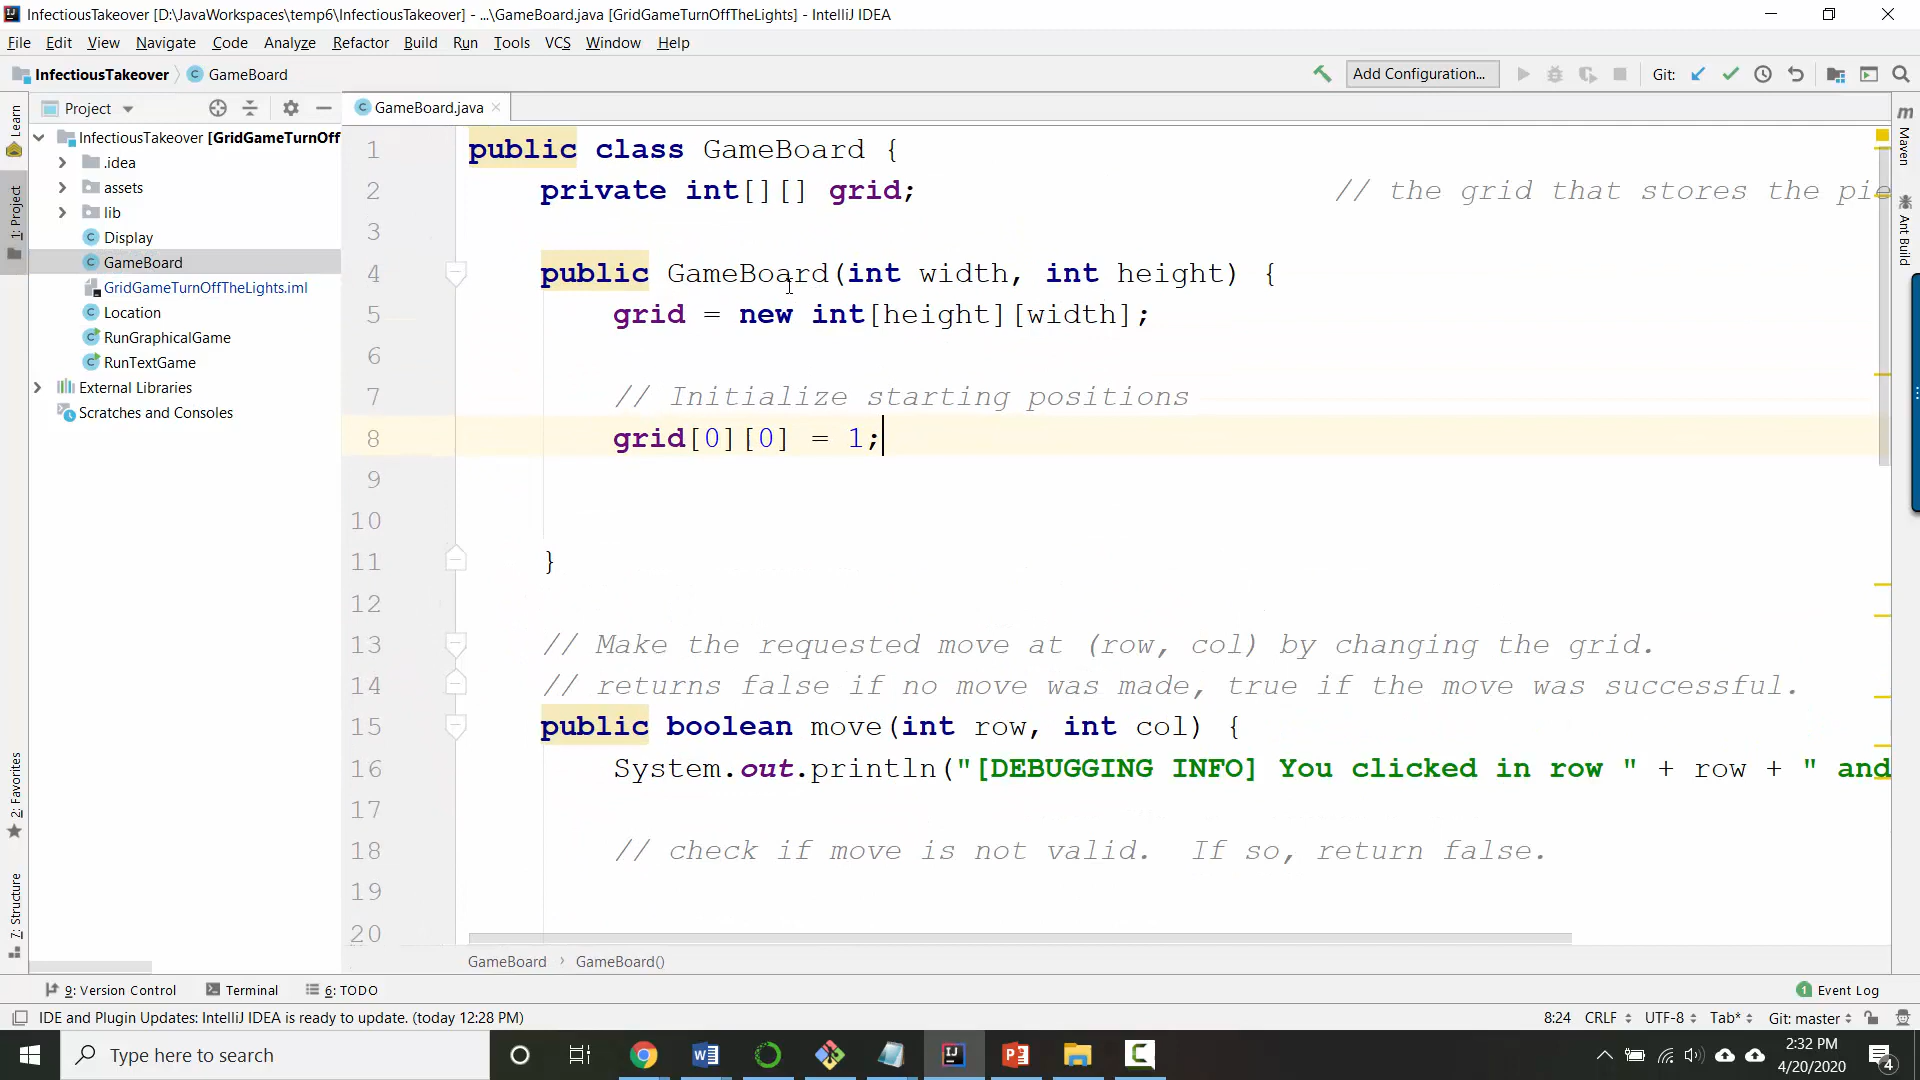 InfectiousTakeover [D:\JavaWorkspaces\temp6\InfectiousTakeover] - ...\GameBoard.java [GridGameTurnOffTheLights] - IntelliJ IDEA
File Edit View Navigate Code Analyze Refactor Build Run Tools VCS Window Help
InfectiousTakeover GameBoard Add Configuration... Git:
Learn
1: Project
2: Favorites
7: Structure
Project
InfectiousTakeover [GridGameTurnOff
.idea
assets
lib
Display
GameBoard
GridGameTurnOffTheLights.iml
Location
RunGraphicalGame
RunTextGame
External Libraries
Scratches and Consoles
GameBoard.java
1 public class GameBoard {
2 private int[][] grid; // the grid that stores the pie
3
4 public GameBoard(int width, int height) {
5 grid = new int[height][width];
6
7 // Initialize starting positions
8 grid[0][0] = 1;
9
10
11 }
12
13 // Make the requested move at (row, col) by changing the grid.
14 // returns false if no move was made, true if the move was successful.
15 public boolean move(int row, int col) {
16 System.out.println("[DEBUGGING INFO] You clicked in row " + row + " and
17
18 // check if move is not valid.  If so, return false.
19
20
GameBoard › GameBoard()
m
Maven
Ant Build
9: Version Control Terminal 6: TODO 1 Event Log
IDE and Plugin Updates: IntelliJ IDEA is ready to update. (today 12:28 PM) 8:24 CRLF UTF-8 Tab* Git: master
Type here to search
2:32 PM
4/20/2020
4